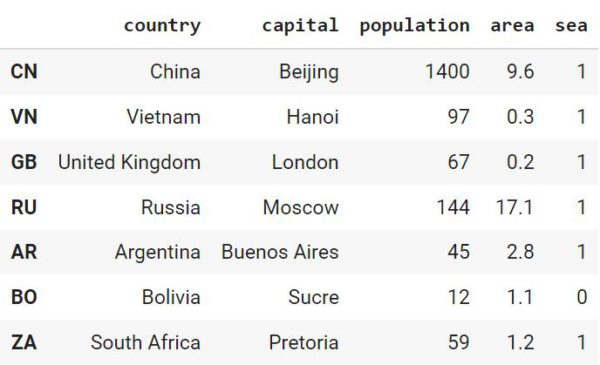 country capital population area sea
CN China Beijing 1400 9.6 1
VN Vietnam Hanoi 97 0.3 1
GB United Kingdom London 67 0.2 1
RU Russia Moscow 144 17.1 1
AR Argentina Buenos Aires 45 2.8 1
BO Bolivia Sucre 12 1.1 0
ZA South Africa Pretoria 59 1.2 1